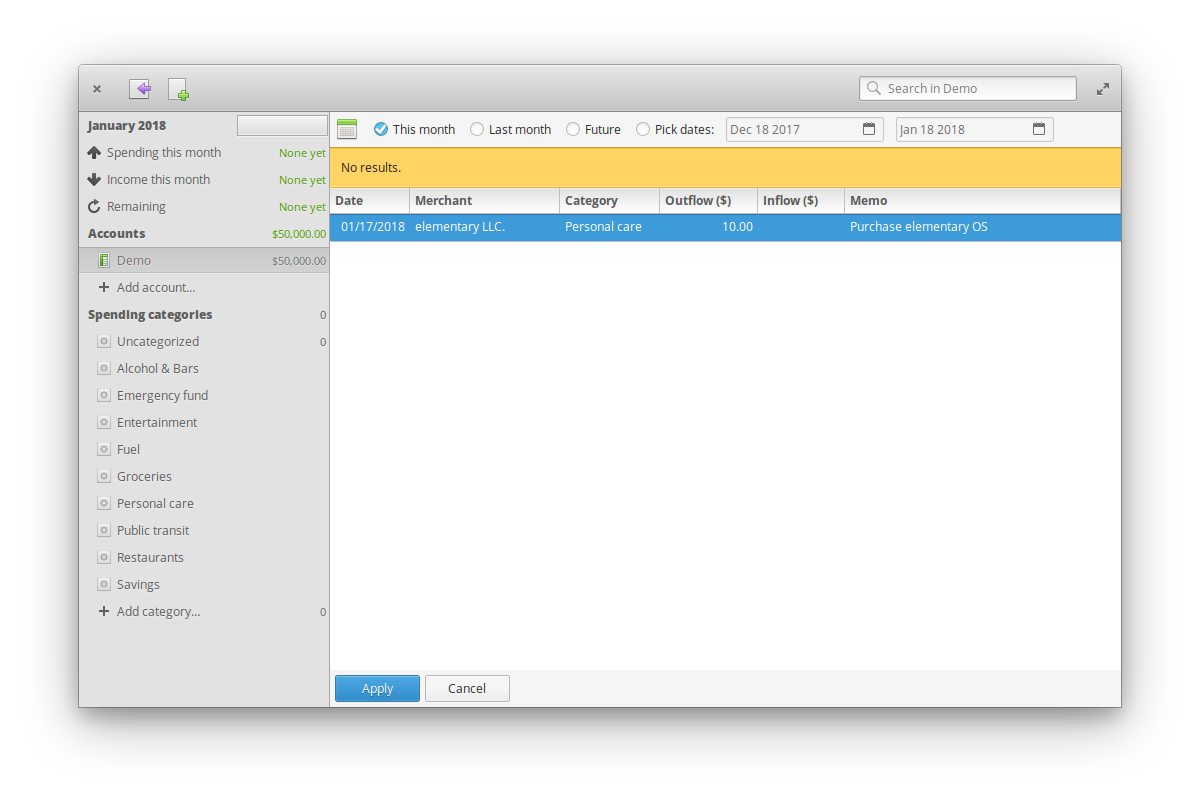 Search in Demo
January 2018
Spending this month None yet
Income this month None yet
Remaining None yet
Accounts $50,000.00
Demo $50,000.00
Add account...
Spending categories 0
Uncategorized 0
Alcohol & Bars
Emergency fund
Entertainment
Fuel
Groceries
Personal care
Public transit
Restaurants
Savings
Add category... 0
This month Last month Future Pick dates: Dec 18 2017 Jan 18 2018
No results.
Date Merchant Category Outflow ($) Inflow ($) Memo
01/17/2018 elementary LLC. Personal care 10.00 Purchase elementary OS
Apply Cancel